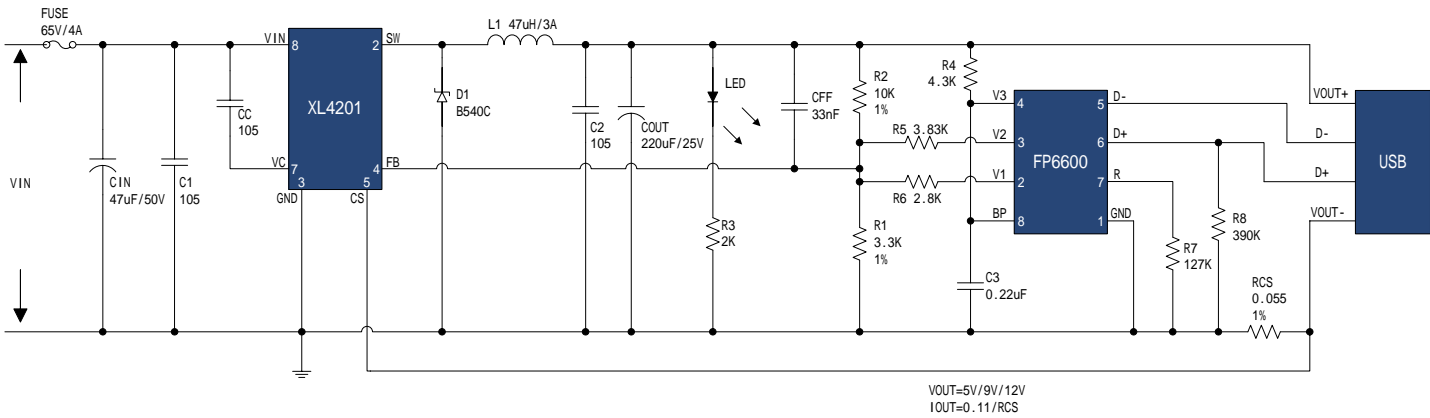 FUSE
65V/4A
VIN
CIN
47uF/50V
C1
105
CC
105
VIN
8
2
SW
XL4201
VC
7
4
FB
3
5
GND
CS
L1 47uH/3A
D1
B540C
C2
105
COUT
220uF/25V
LED
R3
2K
CFF
33nF
R2
10K
1%
R5 3.83K
R6 2.8K
R1
3.3K
1%
R4
4.3K
V3
4
5
D-
V2
3
6
D+
FP6600
V1
2
7
R
BP
8
1
GND
C3
0.22uF
R7
127K
R8
390K
RCS
0.055
1%
VOUT+
D-
D+
VOUT-
USB
VOUT=5V/9V/12V
IOUT=0.11/RCS